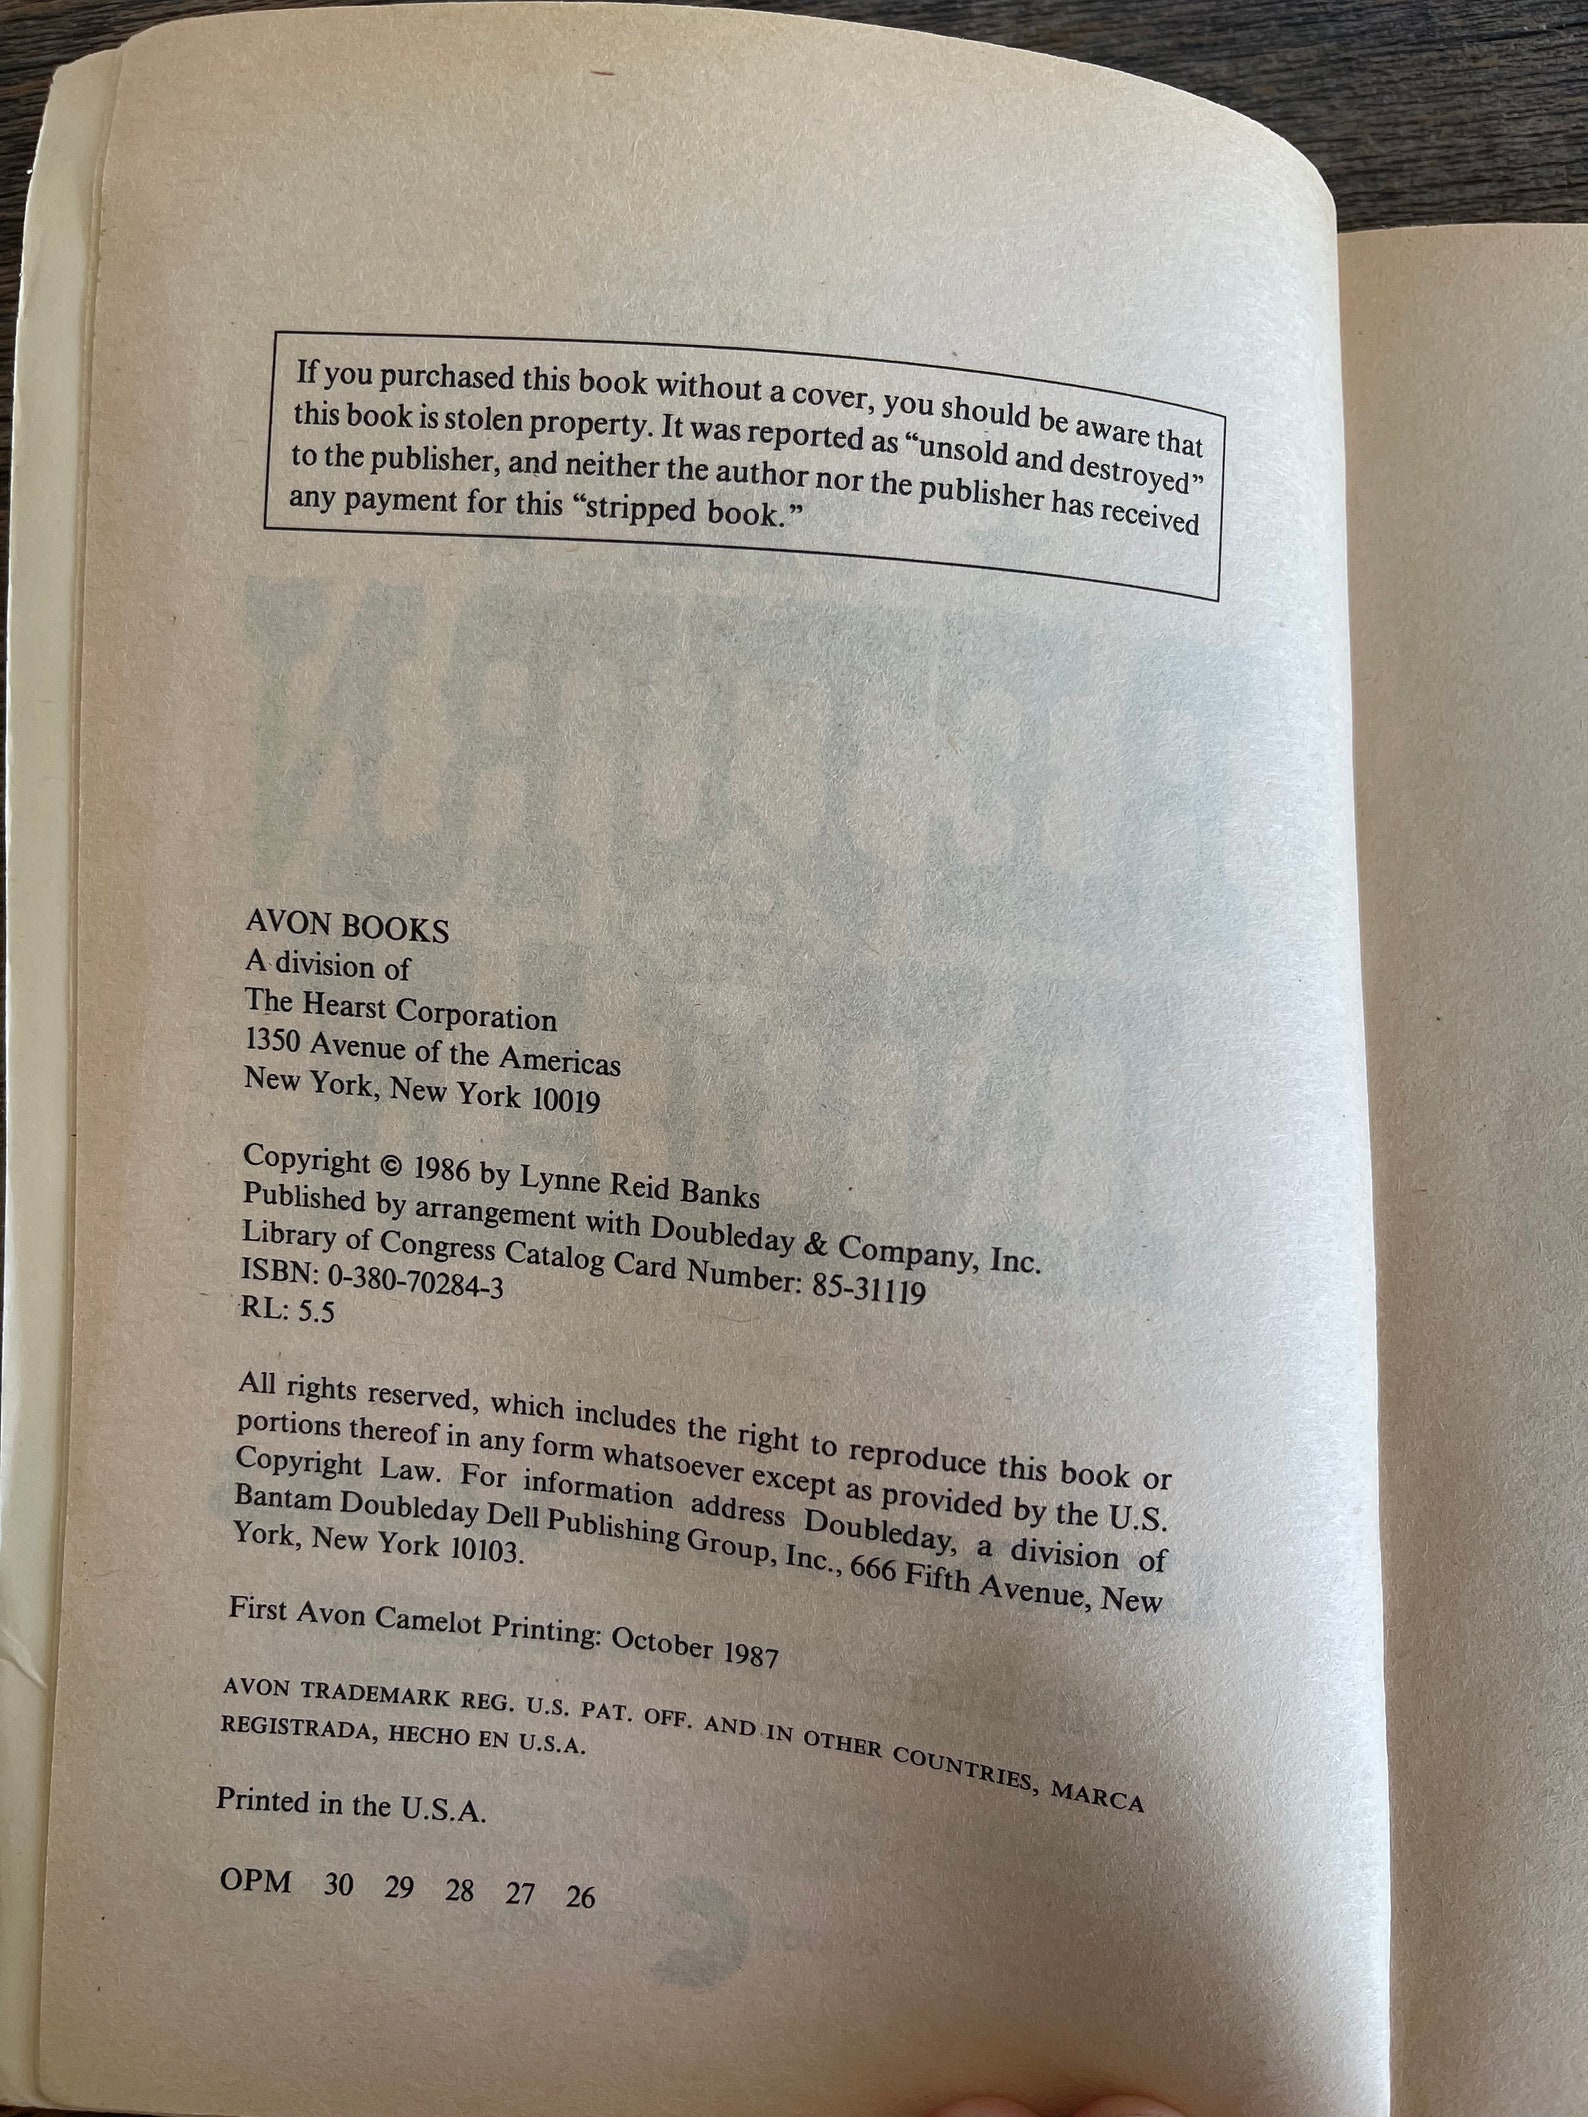 If you purchased this book without a cover, you should be aware that
this book is stolen property. It was reported as “unsold and destroyed”
to the publisher, and neither the author nor the publisher has received
any payment for this “stripped book.”
AVON BOOKS
A division of
The Hearst Corporation
1350 Avenue of the Americas
New York, New York 10019
Copyright © 1986 by Lynne Reid Banks
Published by arrangement with Doubleday & Company, Inc.
Library of Congress Catalog Card Number: 85-31119
ISBN: 0-380-70284-3
RL: 5.5
All rights reserved, which includes the right to reproduce this book or
portions thereof in any form whatsoever except as provided by the U.S.
Copyright Law. For information address Doubleday, a division of
Bantam Doubleday Dell Publishing Group, Inc., 666 Fifth Avenue, New
York, New York 10103.
First Avon Camelot Printing: October 1987
AVON TRADEMARK REG. U.S. PAT. OFF. AND IN OTHER COUNTRIES, MARCA
REGISTRADA, HECHO EN U.S.A.
Printed in the U.S.A.
OPM 30 29 28 27 26